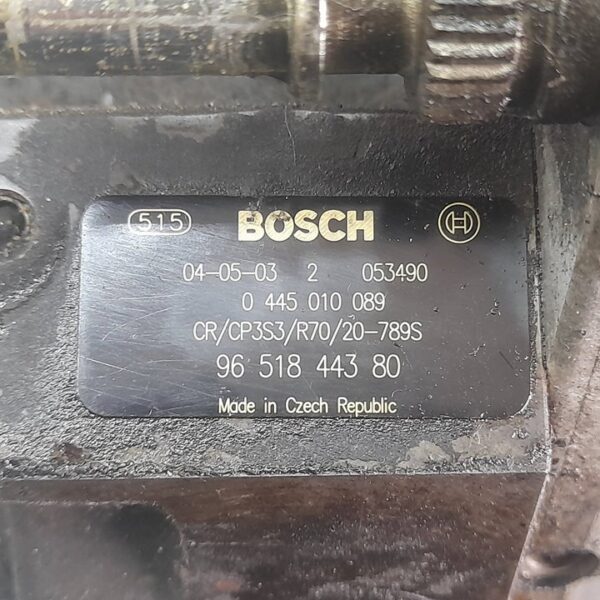 515 BOSCH
04-05-03 2 053490
0 445 010 089
CR/CP3S3/R70/20-789S
96 518 443 80
Made in Czech Republic